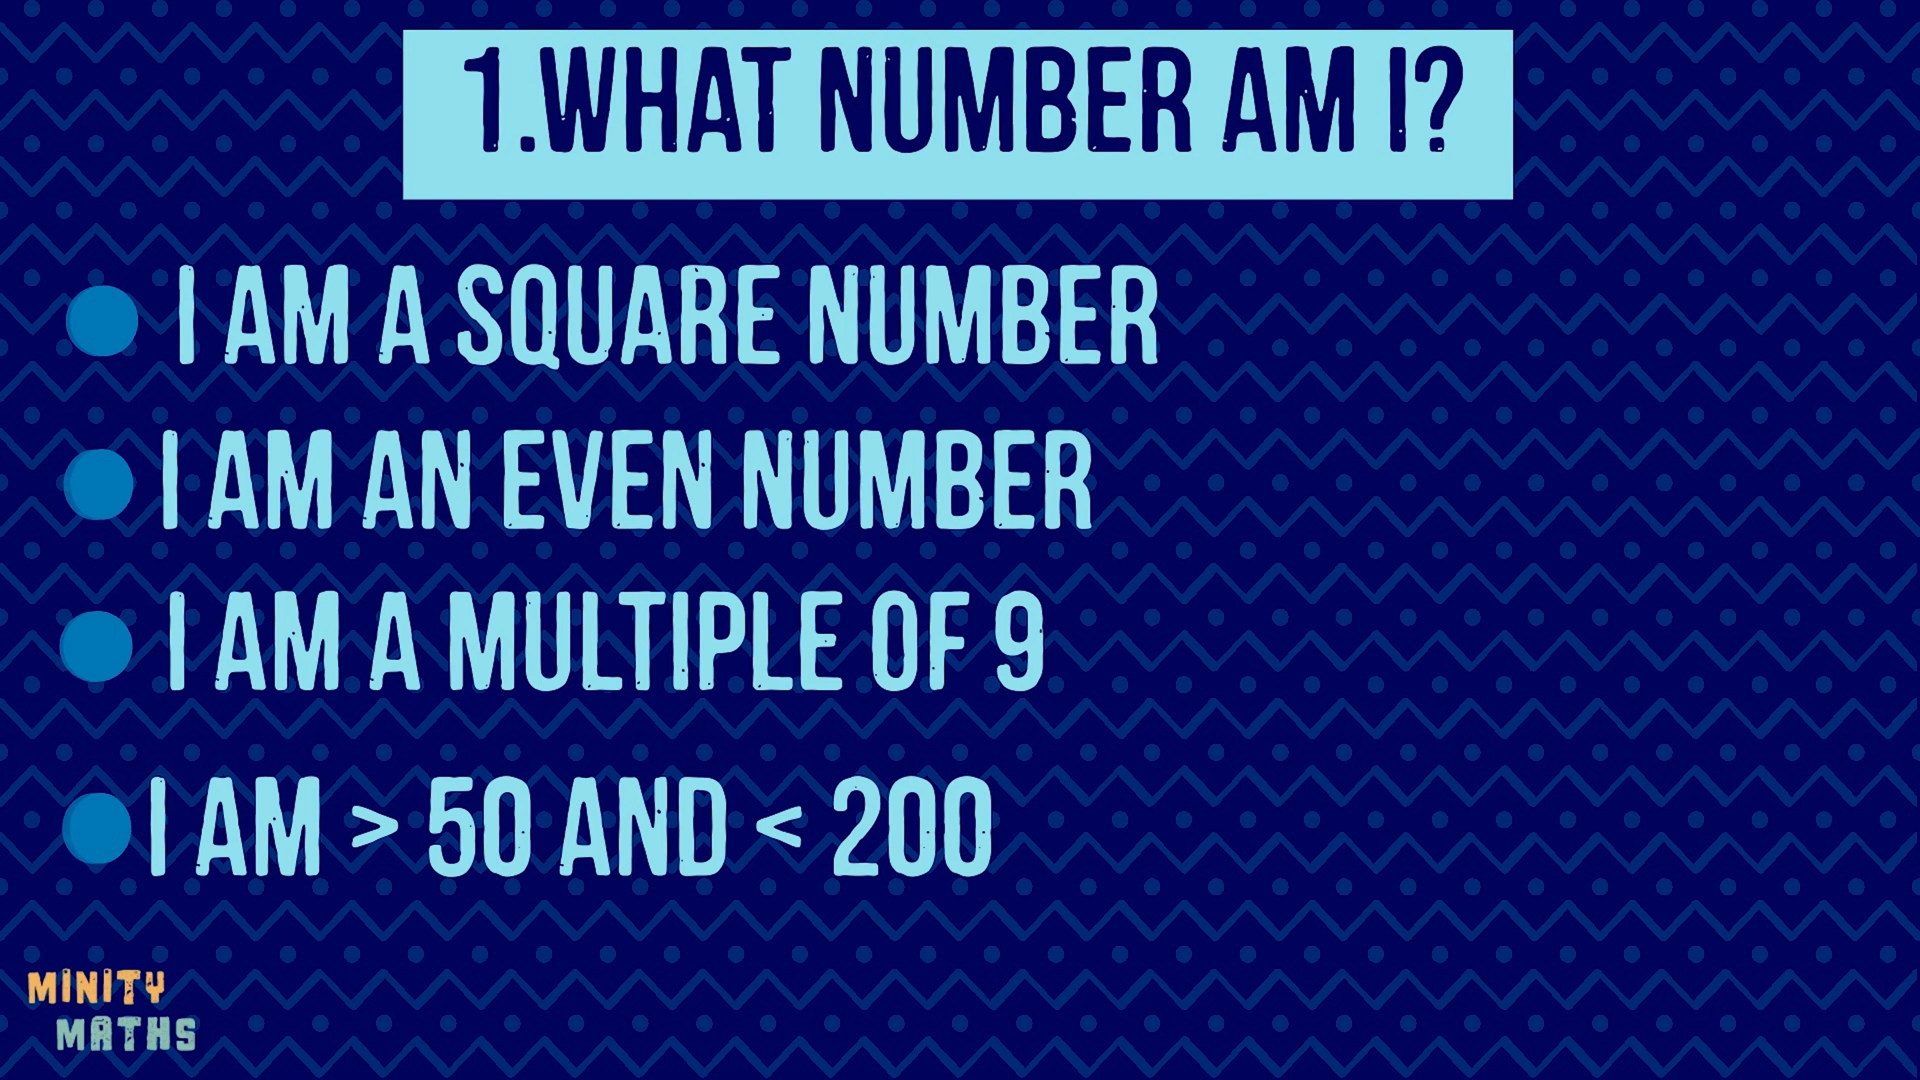 1.WHAT NUMBER AM I?
I AM A SQUARE NUMBER
I AM AN EVEN NUMBER
I AM A MULTIPLE OF 9
I AM > 50 AND < 200
MINITY
MATHS